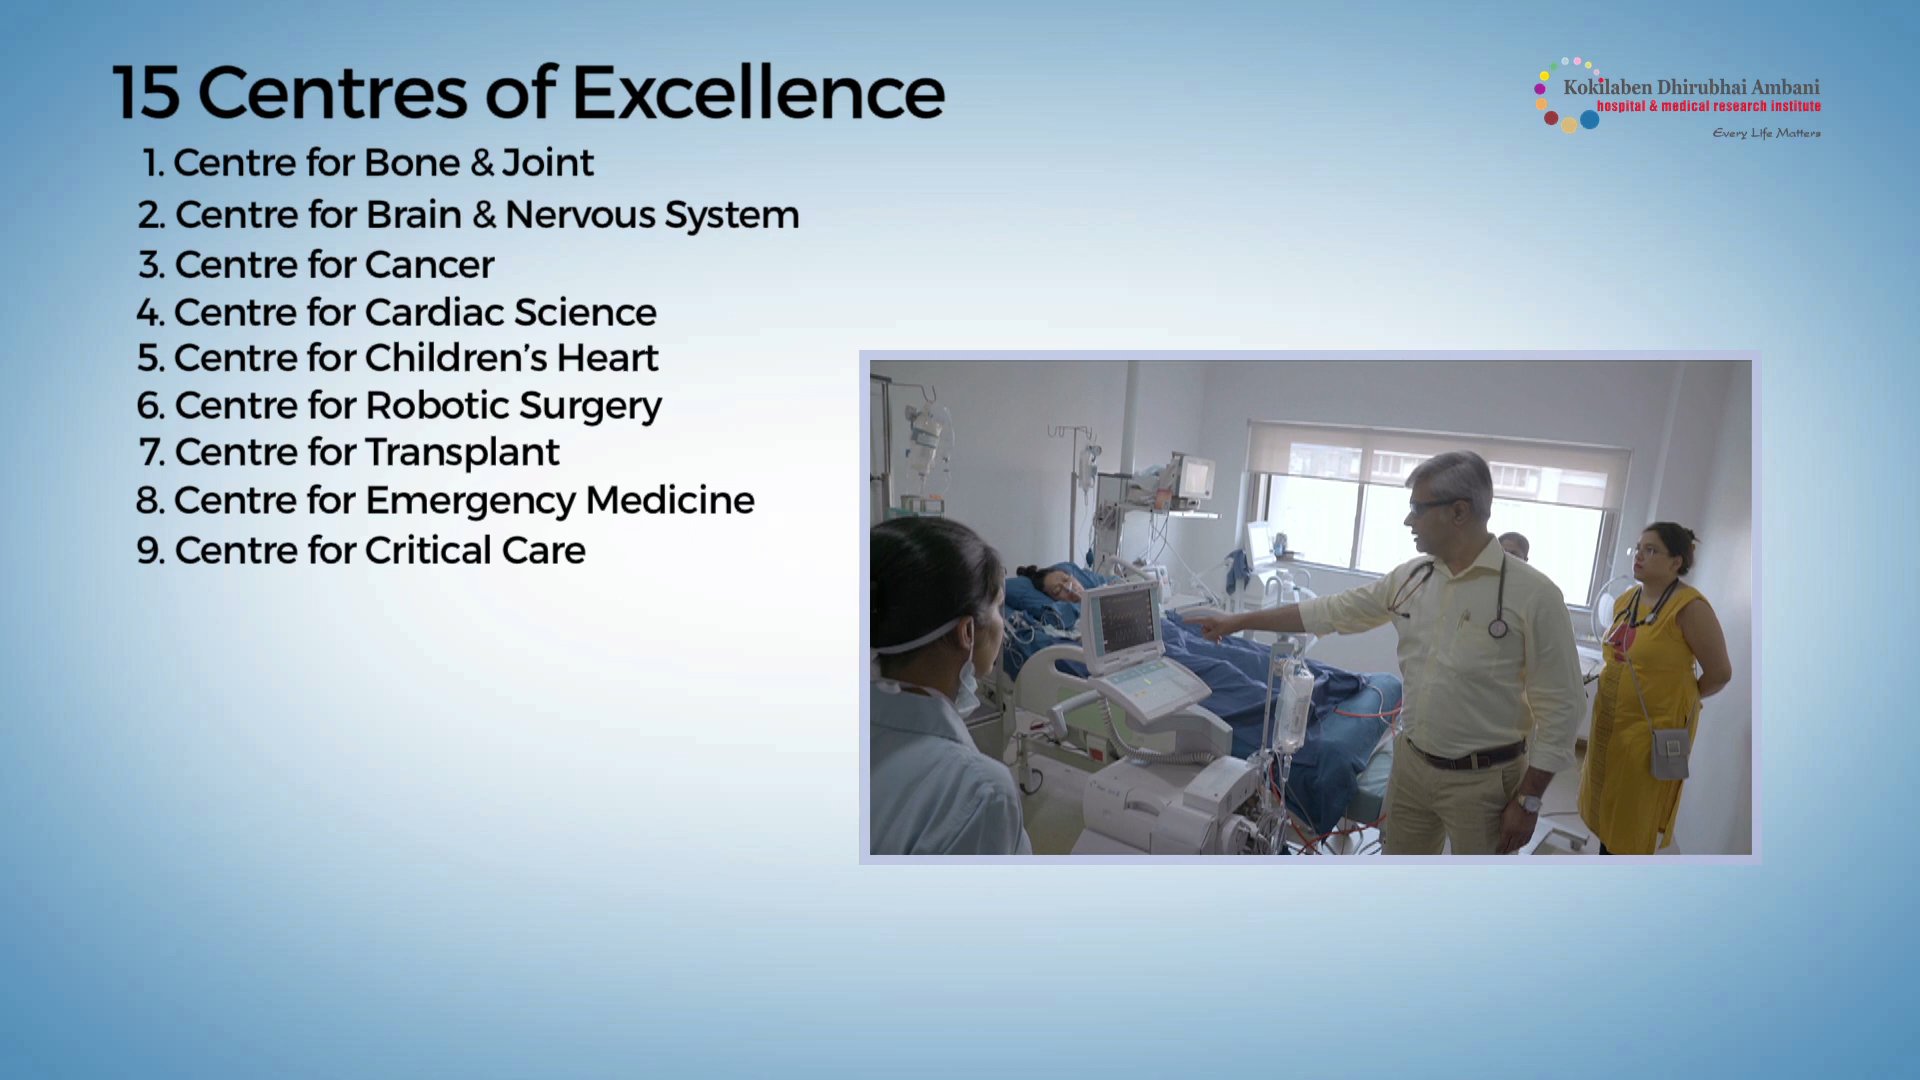 15 Centres of Excellence
1. Centre for Bone & Joint
2. Centre for Brain & Nervous System
3. Centre for Cancer
4. Centre for Cardiac Science
5. Centre for Children's Heart
6. Centre for Robotic Surgery
7. Centre for Transplant
8. Centre for Emergency Medicine
9. Centre for Critical Care
Kokilaben Dhirubhai Ambani
hospital & medical research institute
Every Life Matters